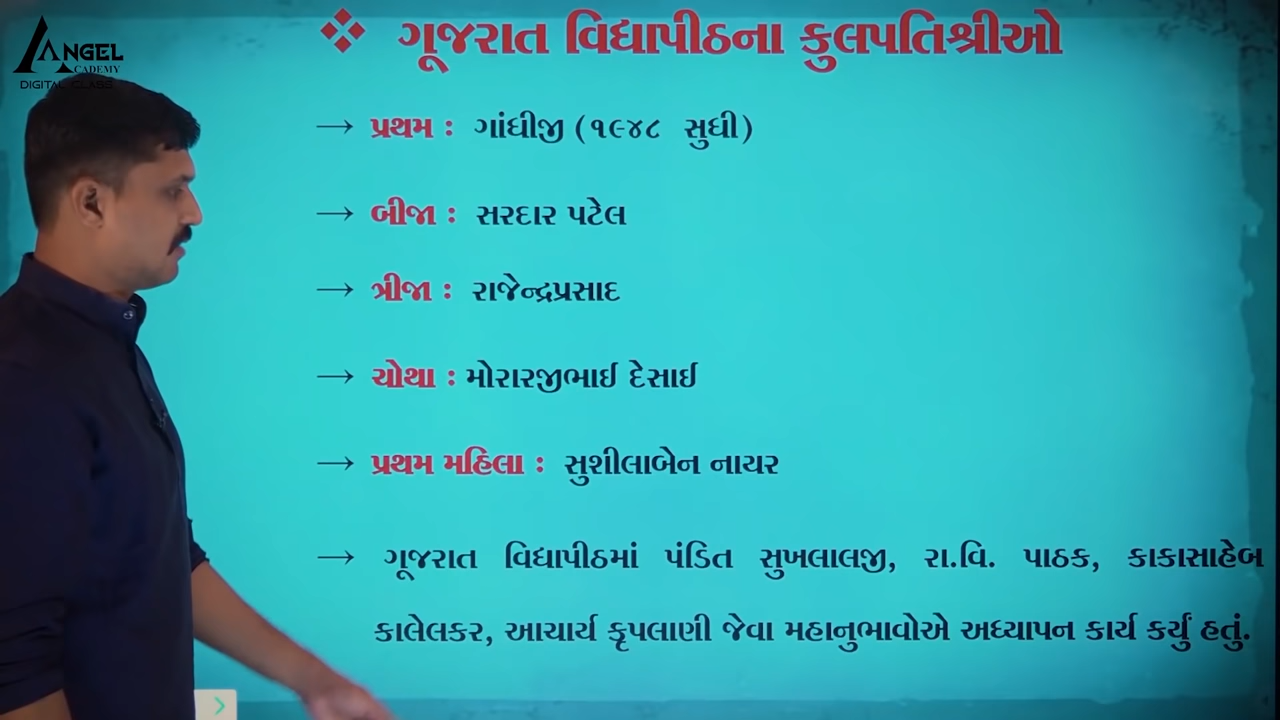 ANGEL
ACADEMY
DIGITAL CLASS
❖ ગૂજરાત વિદ્યાપીઠના કુલપતિશ્રીઓ
→ પ્રથમ : ગાંધીજી (૧૯૪૮ સુધી)
→ બીજા : સરદાર પટેલ
→ ત્રીજા : રાજેન્દ્રપ્રસાદ
→ ચોથા : મોરારજીભાઈ દેસાઈ
→ પ્રથમ મહિલા : સુશીલાબેન નાયર
→ ગૂજરાત વિદ્યાપીઠમાં પંડિત સુખલાલજી, રા.વિ. પાઠક, કાકાસાહેબ
કાલેલકર, આચાર્ય કૃપલાણી જેવા મહાનુભાવોએ અધ્યાપન કાર્ય કર્યું હતું.